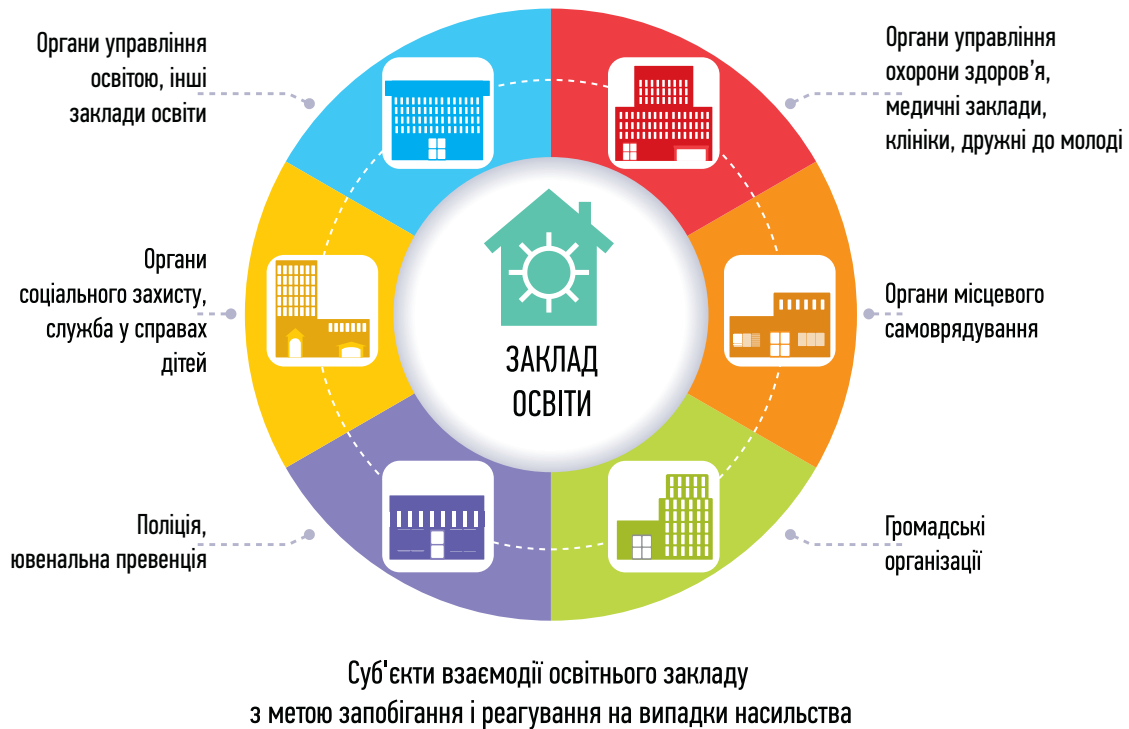 Органи управління
освітою, інші
заклади освіти
Органи управління
охорони здоров’я,
медичні заклади,
клініки, дружні до молоді
Органи
соціального захисту,
служба у справах
дітей
ЗАКЛАД
ОСВІТИ
Органи місцевого
самоврядування
Поліція,
ювенальна превенція
Громадські
організації
Суб'єкти взаємодії освітнього закладу
з метою запобігання і реагування на випадки насильства